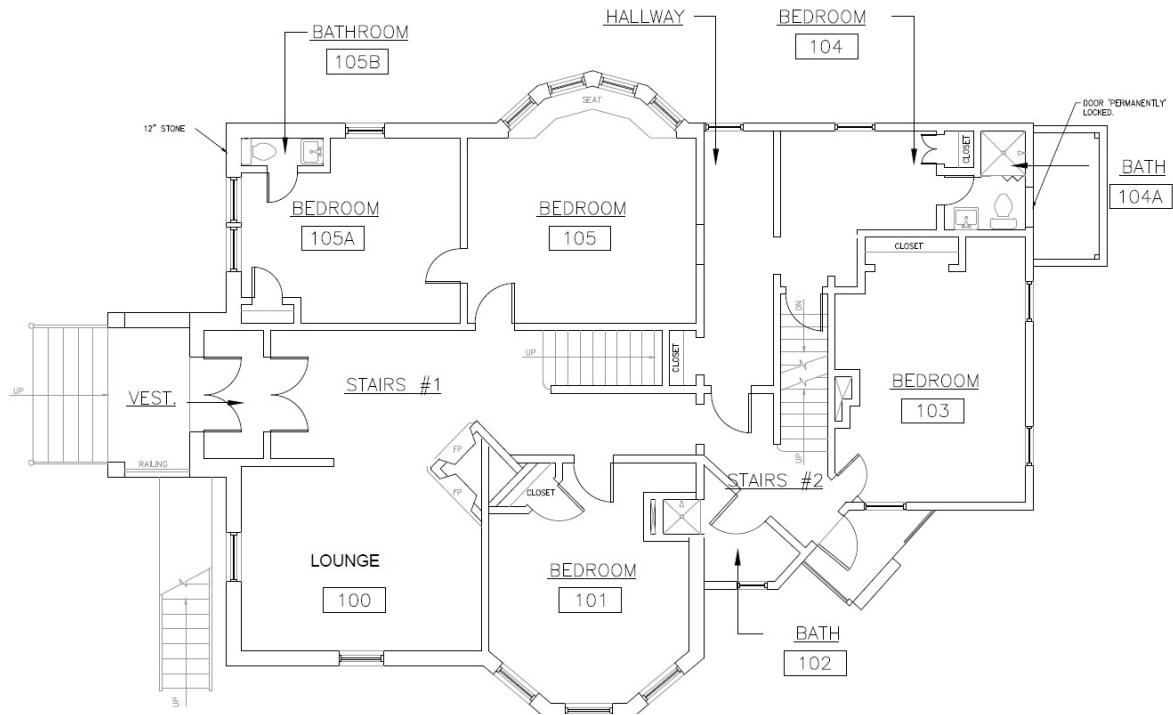 HALLWAY
BEDROOM
104
BATHROOM
105B
SEAT
DOOR "PERMANENTLY"
LOCKED.
12" STONE
CLOSET
BATH
104A
BEDROOM
105A
BEDROOM
105
CLOSET
DN
UP
CLOSET
UP
STAIRS #1
VEST.
BEDROOM
103
FP
FP
RAILING
UP
CLOSET
STAIRS #2
LOUNGE
100
BEDROOM
101
BATH
102
UP